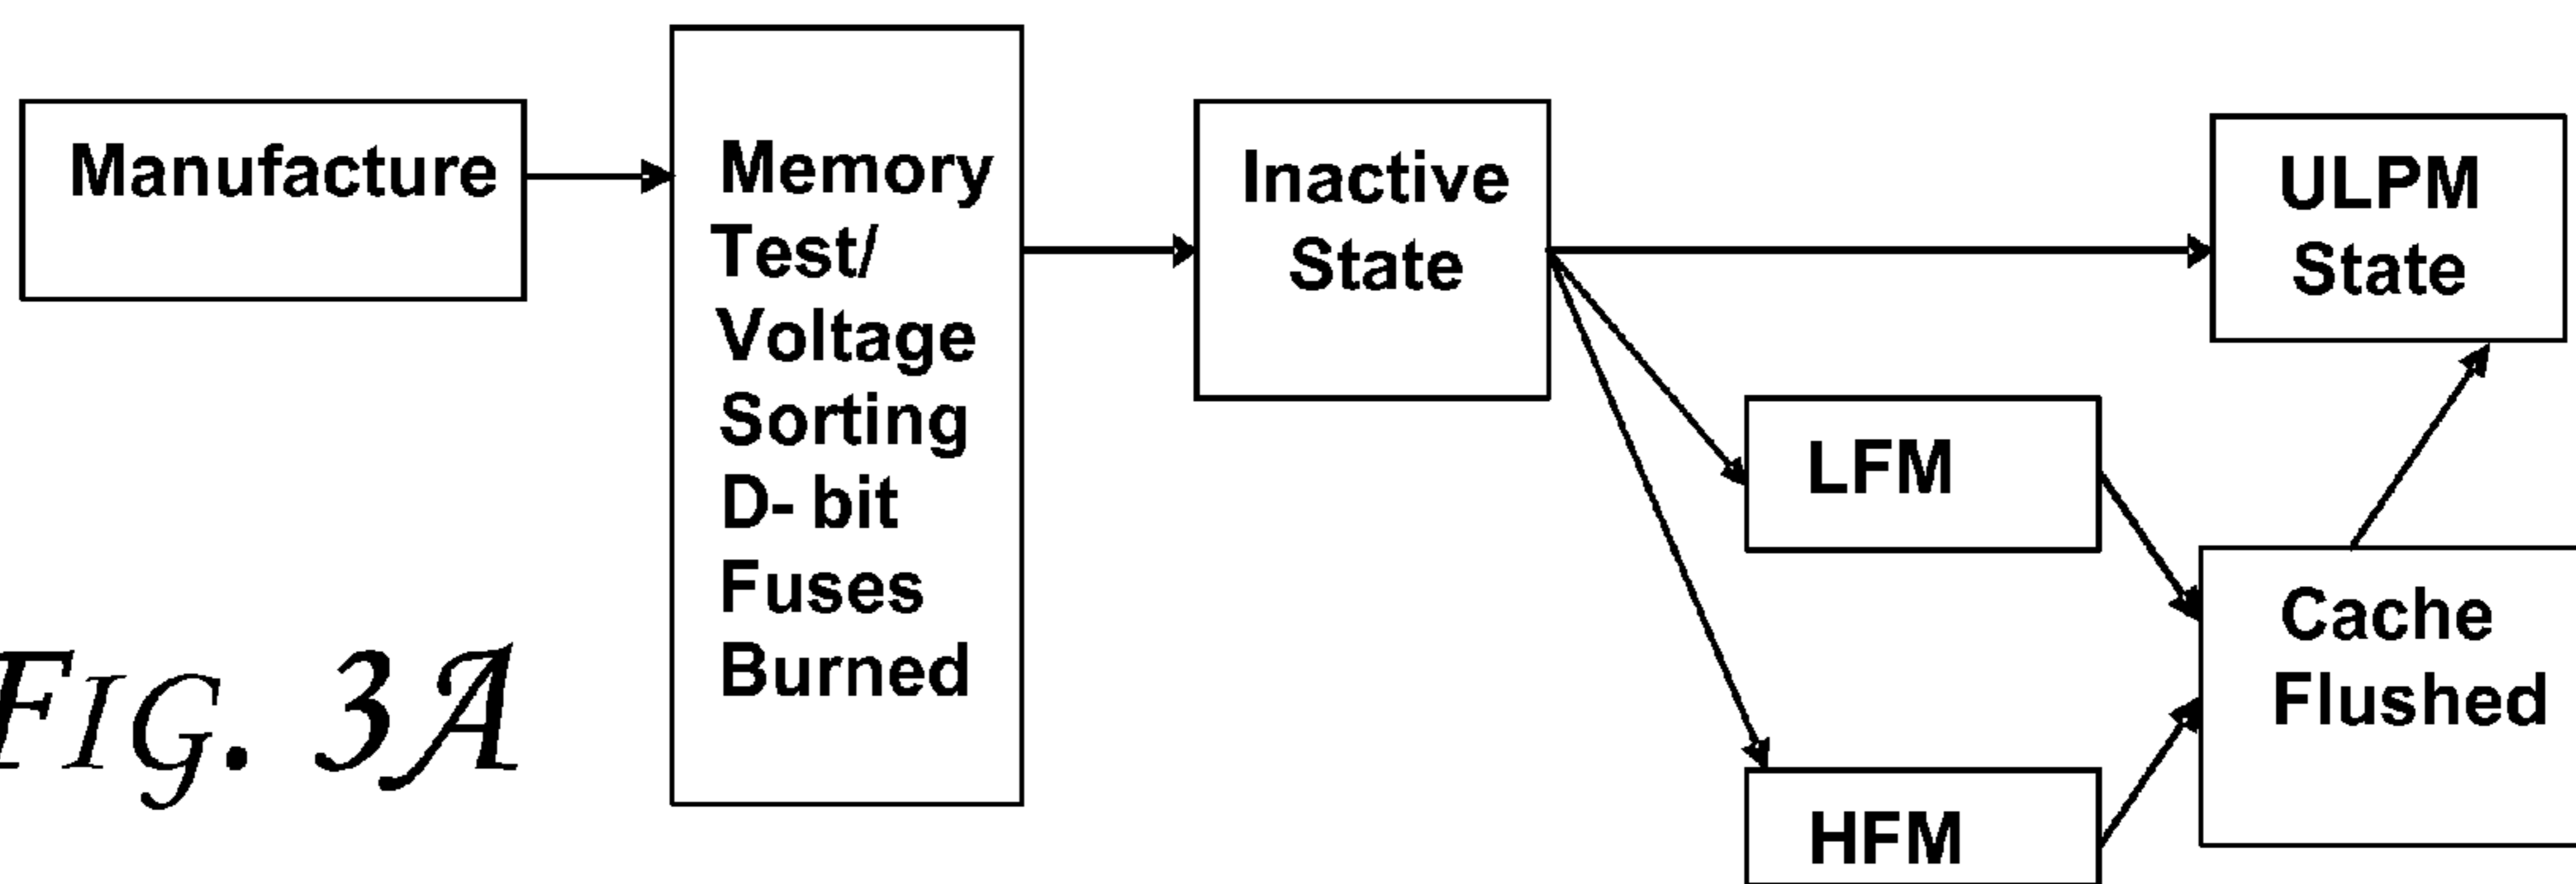 Manufacture
Memory
Test/
Voltage
Sorting
D- bit
Fuses
Burned
Inactive
State
ULPM
State
LFM
HFM
Cache
Flushed
FIG. 3A